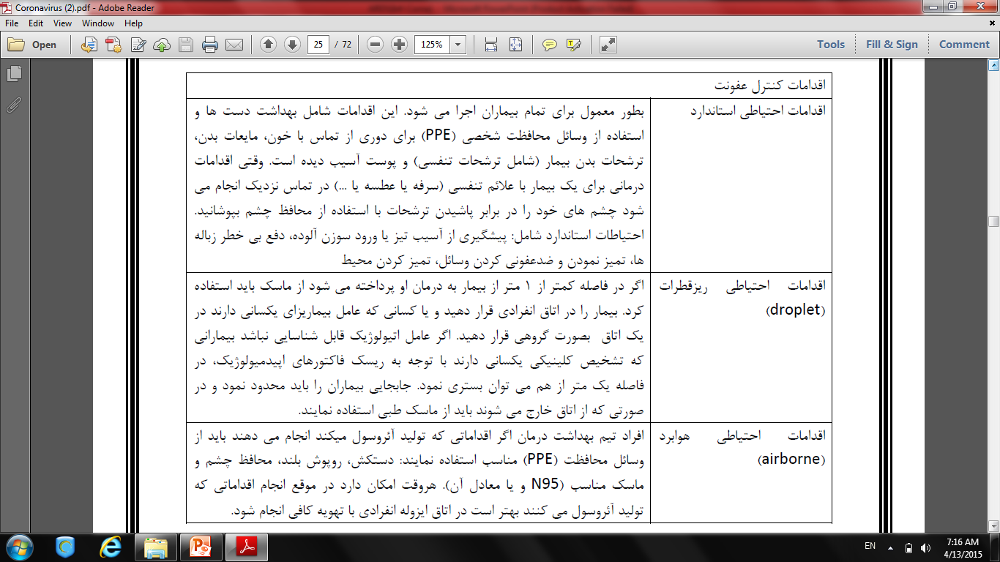 Coronavirus (2).pdf - Adobe Reader
File Edit View Window Help
Open 25 / 72 125% Tools Fill & Sign Comment
اقدامات کنترل عفونت
اقدامات احتیاطی استاندارد
بطور معمول برای تمام بیماران اجرا می شود. این اقدامات شامل بهداشت دست ها و
استفاده از وسائل محافظت شخصی (PPE) برای دوری از تماس با خون، مایعات بدن،
ترشحات بدن بیمار (شامل ترشحات تنفسی) و پوست آسیب دیده است. وقتی اقدامات
درمانی برای یک بیمار با علائم تنفسی (سرفه یا عطسه یا ...) در تماس نزدیک انجام می
شود چشم های خود را در برابر پاشیدن ترشحات با استفاده از محافظ چشم بپوشانید.
احتیاطات استاندارد شامل: پیشگیری از آسیب تیز یا ورود سوزن آلوده، دفع بی خطر زباله
ها، تمیز نمودن و ضدعفونی کردن وسائل، تمیز کردن محیط
اقدامات احتیاطی ریزقطرات
(droplet)
اگر در فاصله کمتر از ۱ متر از بیمار به درمان او پرداخته می شود از ماسک باید استفاده
کرد. بیمار را در اتاق انفرادی قرار دهید و یا کسانی که عامل بیماریزای یکسانی دارند در
یک اتاق بصورت گروهی قرار دهید. اگر عامل اتیولوژیک قابل شناسایی نباشد بیمارانی
که تشخیص کلینیکی یکسانی دارند با توجه به ریسک فاکتورهای اپیدمیولوژیک، در
فاصله یک متر از هم می توان بستری نمود. جابجایی بیماران را باید محدود نمود و در
صورتی که از اتاق خارج می شوند باید از ماسک طبی استفاده نمایند.
اقدامات احتیاطی هوابرد
(airborne)
افراد تیم بهداشت درمان اگر اقداماتی که تولید آئروسول میکند انجام می دهند باید از
وسائل محافظت (PPE) مناسب استفاده نمایند: دستکش، روپوش بلند، محافظ چشم و
ماسک مناسب (N95 و یا معادل آن). هروقت امکان دارد در موقع انجام اقداماتی که
تولید آئروسول می کنند بهتر است در اتاق ایزوله انفرادی با تهویه کافی انجام شود.
EN
7:16 AM
4/13/2015